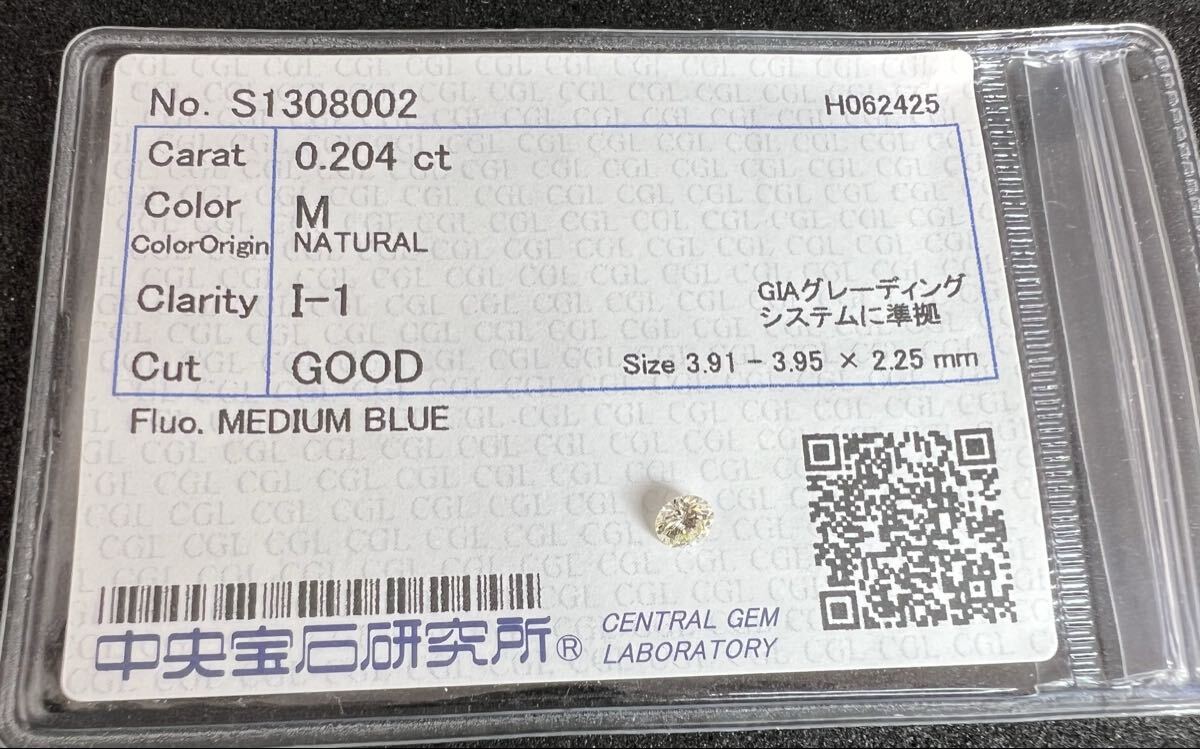 No. S1308002 H062425
Carat 0.204 ct
Color M
ColorOrigin NATURAL
Clarity I-1
GIAグレーディング
システムに準拠
Cut GOOD Size 3.91 - 3.95 × 2.25 mm
Fluo. MEDIUM BLUE
中央宝石研究所® CENTRAL GEM
LABORATORY